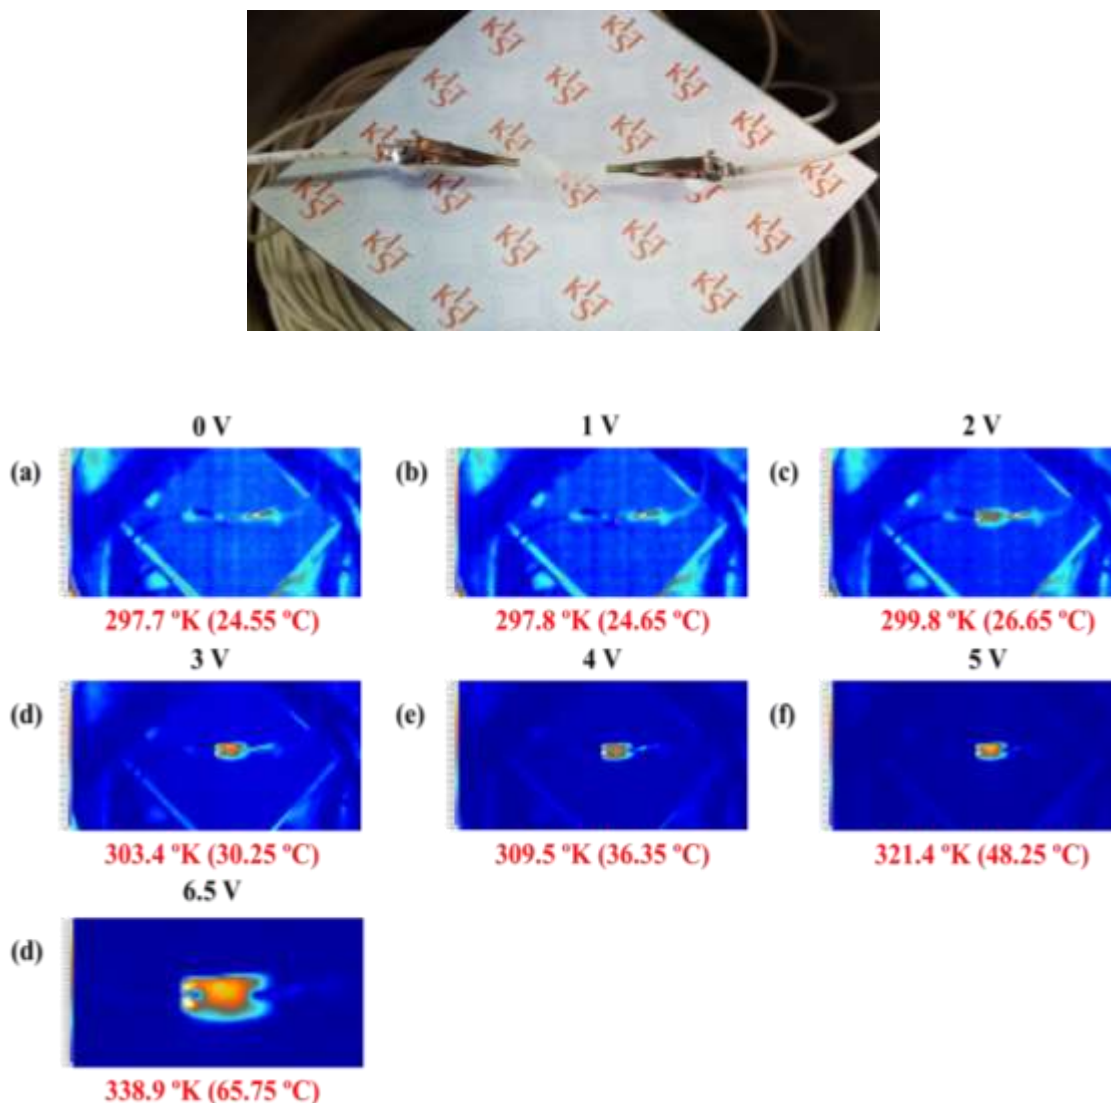 KIST
0 V
1 V
2 V
(a)
(b)
(c)
297.7 ºK (24.55 ºC)
297.8 ºK (24.65 ºC)
299.8 ºK (26.65 ºC)
3 V
4 V
5 V
(d)
(e)
(f)
303.4 ºK (30.25 ºC)
309.5 ºK (36.35 ºC)
321.4 ºK (48.25 ºC)
6.5 V
(d)
338.9 ºK (65.75 ºC)